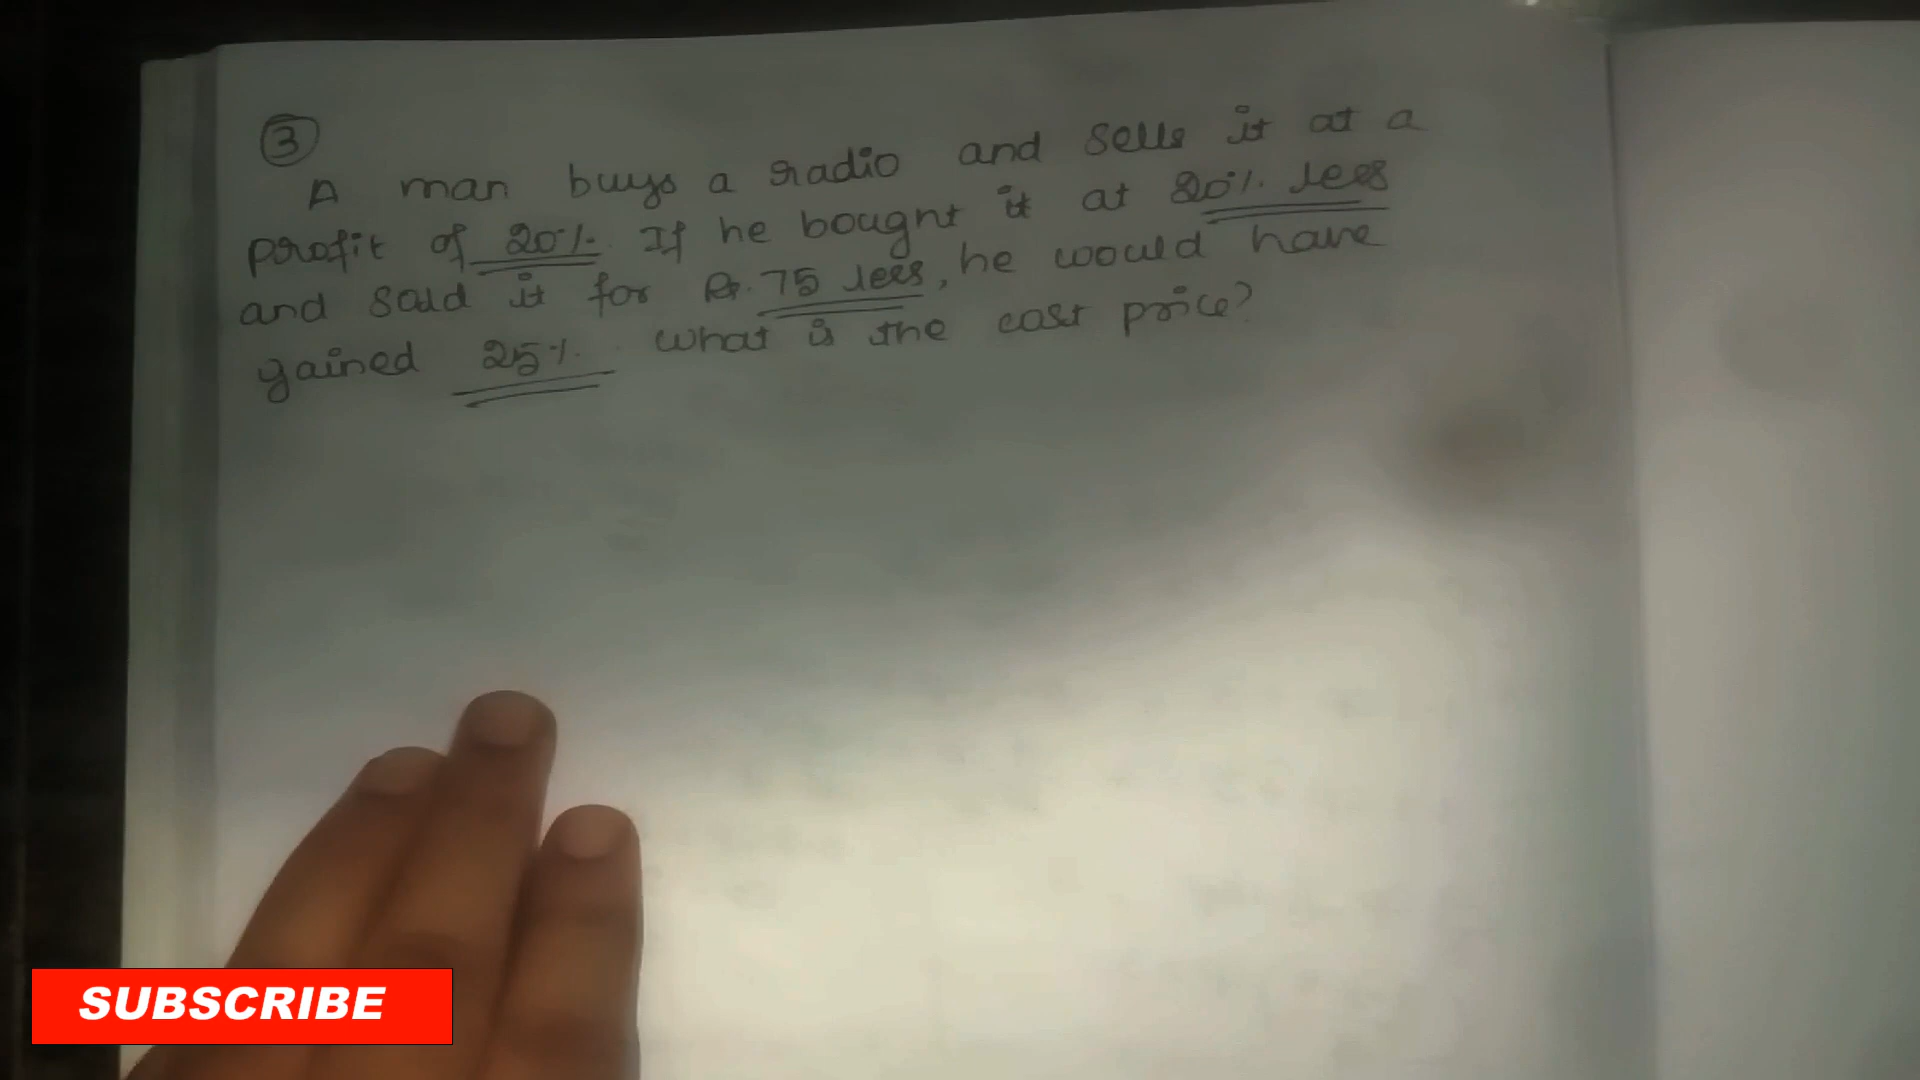 3
A man buys a radio and sells it at a
profit of 20%. If he bought it at 20% less
and sold it for Rs. 75 less, he would have
gained 25%. what is the cost price?
SUBSCRIBE